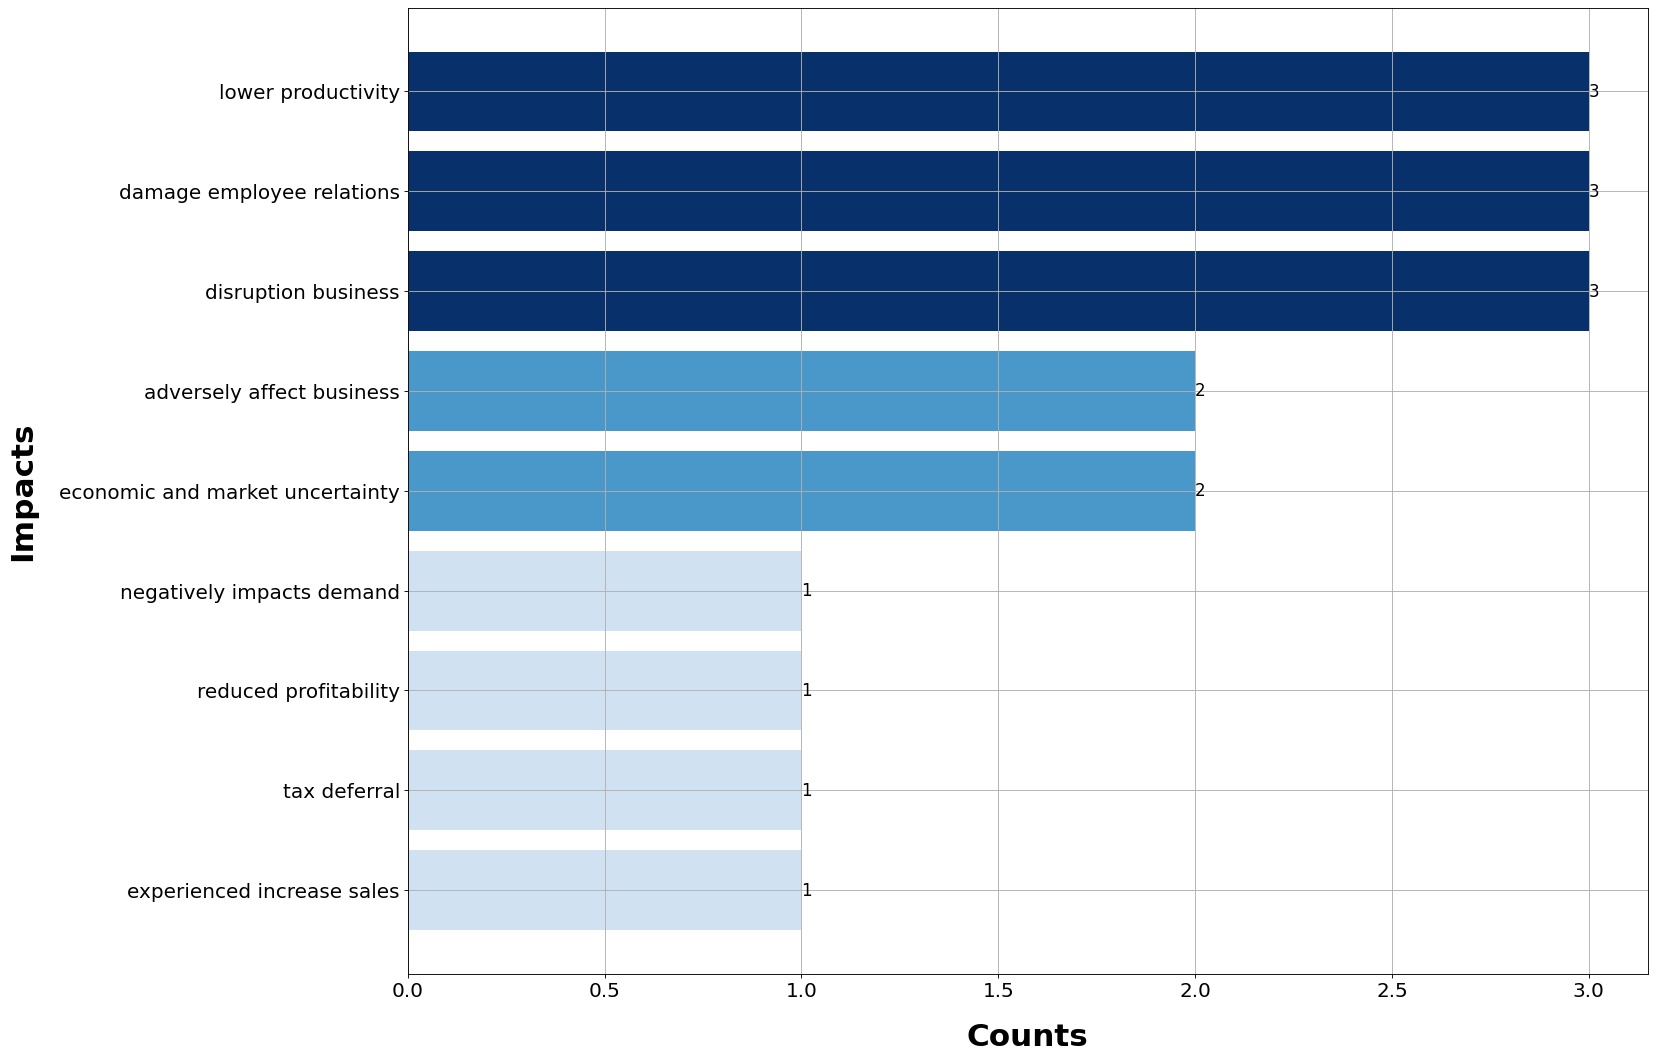 lower productivity
3
damage employee relations
3
disruption business
3
adversely affect business
2
economic and market uncertainty
2
negatively impacts demand
1
reduced profitability
1
tax deferral
1
experienced increase sales
1
Impacts
0.0 0.5 1.0 1.5 2.0 2.5 3.0
Counts